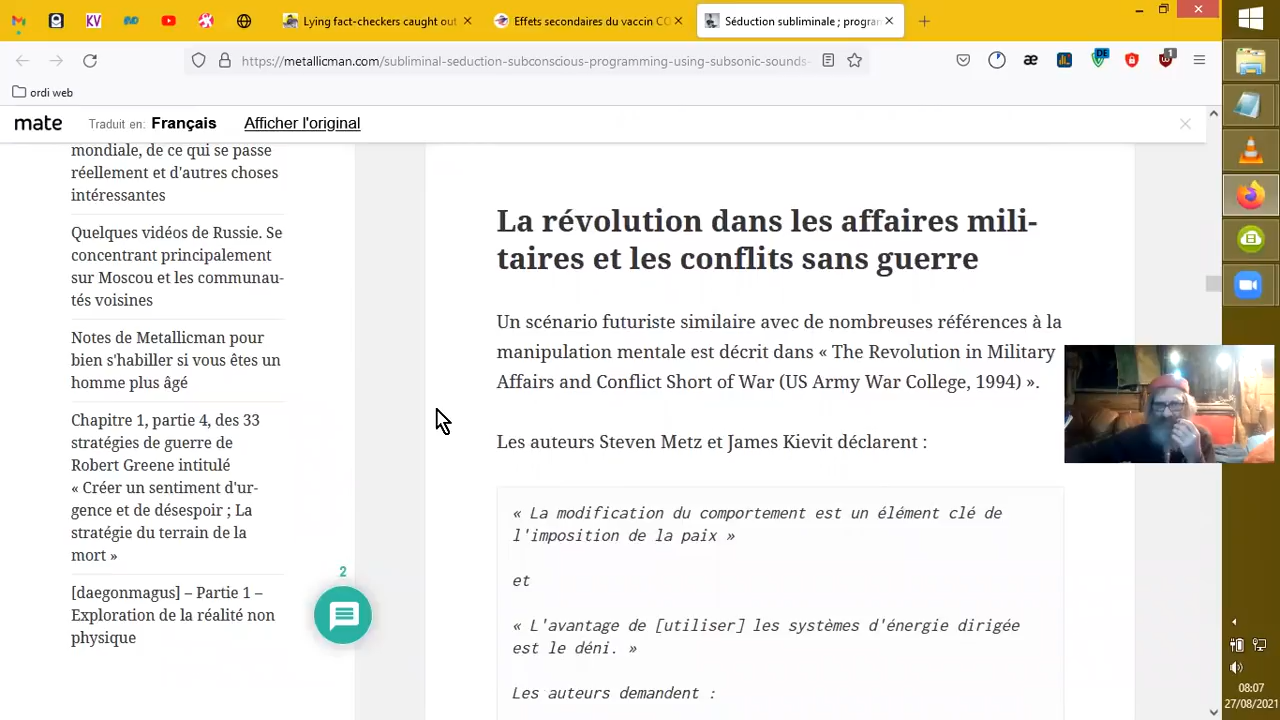 Lying fact-checkers caught out
Effets secondaires du vaccin CO
Séduction subliminale ; progra
https://metallicman.com/subliminal-seduction-subconscious-programming-using-subsonic-sounds-
DE
1
ordi web
mate
Traduit en: Français
Afficher l'original
mondiale, de ce qui se passe
réellement et d'autres choses
intéressantes
Quelques vidéos de Russie. Se
concentrant principalement
sur Moscou et les communau-
tés voisines
Notes de Metallicman pour
bien s'habiller si vous êtes un
homme plus âgé
Chapitre 1, partie 4, des 33
stratégies de guerre de
Robert Greene intitulé
« Créer un sentiment d'ur-
gence et de désespoir ; La
stratégie du terrain de la
mort »
[daegonmagus] – Partie 1 –
Exploration de la réalité non
physique
2
La révolution dans les affaires mili-
taires et les conflits sans guerre
Un scénario futuriste similaire avec de nombreuses références à la
manipulation mentale est décrit dans « The Revolution in Military
Affairs and Conflict Short of War (US Army War College, 1994) ».
Les auteurs Steven Metz et James Kievit déclarent :
« La modification du comportement est un élément clé de
l'imposition de la paix »
et
« L'avantage de [utiliser] les systèmes d'énergie dirigée
est le déni. »
Les auteurs demandent :
08:07
27/08/2021